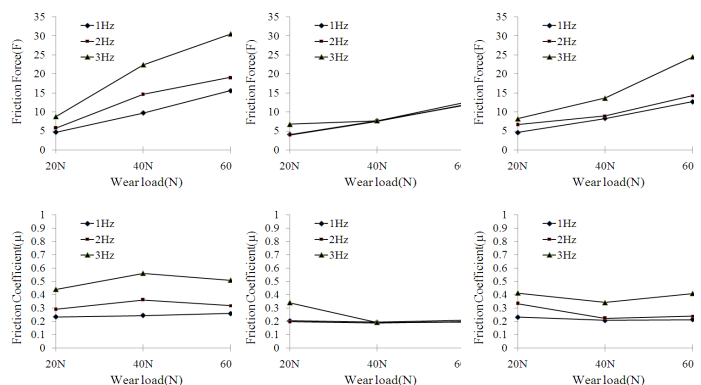 Friction Force(F)
35
30
25
20
15
10
5
0
1Hz
2Hz
3Hz
20N
40N
60
Wear load(N)
Friction Force(F)
35
30
25
20
15
10
5
0
1Hz
2Hz
3Hz
20N
40N
60
Wear load(N)
Friction Force(F)
35
30
25
20
15
10
5
0
1Hz
2Hz
3Hz
20N
40N
60
Wear load(N)
Friction Coefficient(μ)
1
0.9
0.8
0.7
0.6
0.5
0.4
0.3
0.2
0.1
0
1Hz
2Hz
3Hz
20N
40N
60
Wear load(N)
Friction Coefficient(μ)
1
0.9
0.8
0.7
0.6
0.5
0.4
0.3
0.2
0.1
0
1Hz
2Hz
3Hz
20N
40N
60
Wear load(N)
Friction Coefficient(μ)
1
0.9
0.8
0.7
0.6
0.5
0.4
0.3
0.2
0.1
0
1Hz
2Hz
3Hz
20N
40N
60
Wear load(N)